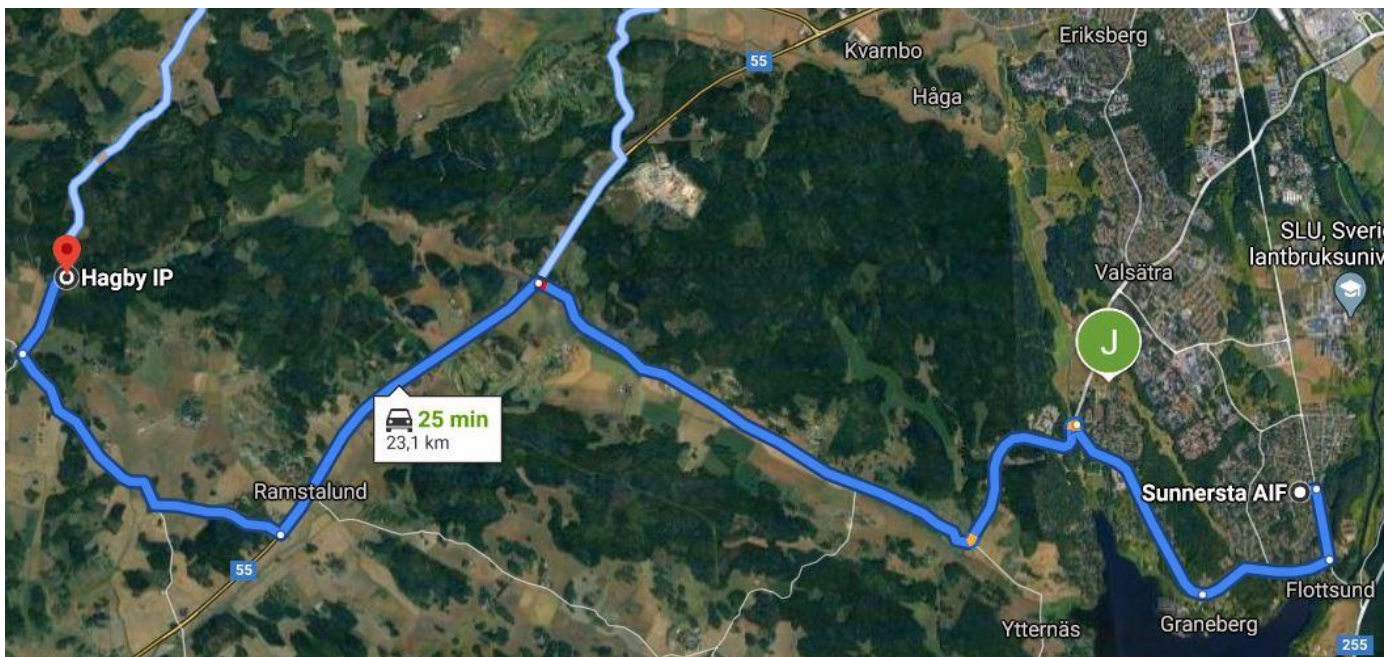 Eriksberg
Kvarnbo
55
Håga
SLU, Sverig
lantbruksuniv
Valsätra
Hagby IP
J
25 min
23,1 km
Ramstalund
Sunnersta AIF
55
Flottsund
Ytternäs
Graneberg
255